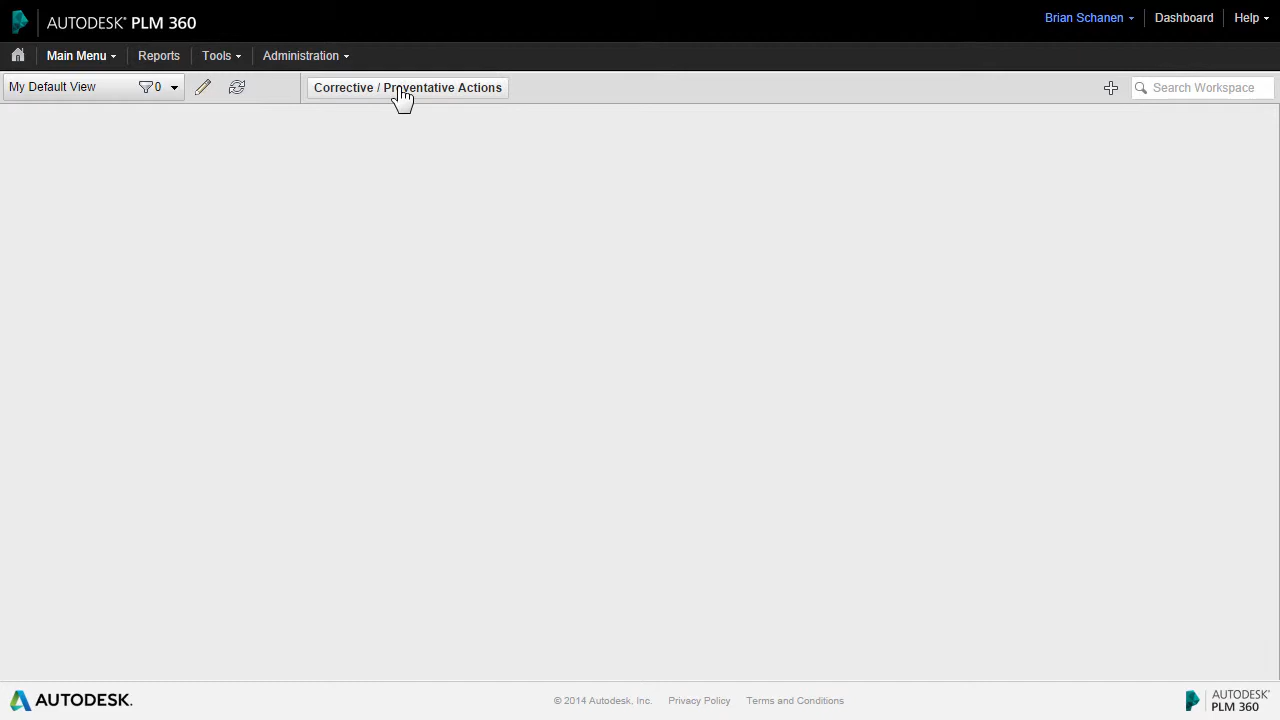 AUTODESK® PLM 360
Brian Schanen
Dashboard
Help
Main Menu
Reports
Tools
Administration
My Default View
0
Corrective / Preventative Actions
Search Workspace
AUTODESK.
© 2014 Autodesk, Inc.
Privacy Policy
Terms and Conditions
AUTODESK®
PLM 360